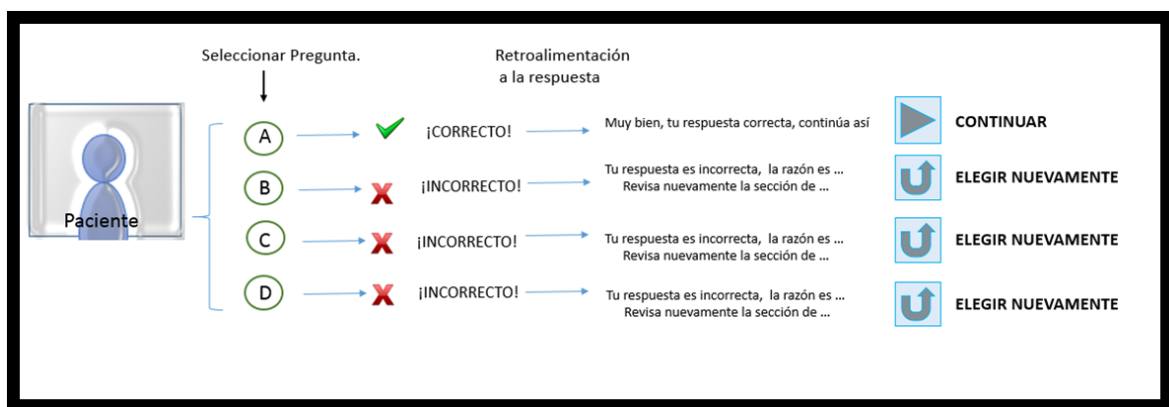 Seleccionar Pregunta.
Retroalimentación
a la respuesta
Paciente
A
¡CORRECTO!
Muy bien, tu respuesta correcta, continúa así
CONTINUAR
B
¡INCORRECTO!
Tu respuesta es incorrecta, la razón es ...
Revisa nuevamente la sección de ...
ELEGIR NUEVAMENTE
C
¡INCORRECTO!
Tu respuesta es incorrecta, la razón es ...
Revisa nuevamente la sección de ...
ELEGIR NUEVAMENTE
D
¡INCORRECTO!
Tu respuesta es incorrecta, la razón es ...
Revisa nuevamente la sección de ...
ELEGIR NUEVAMENTE